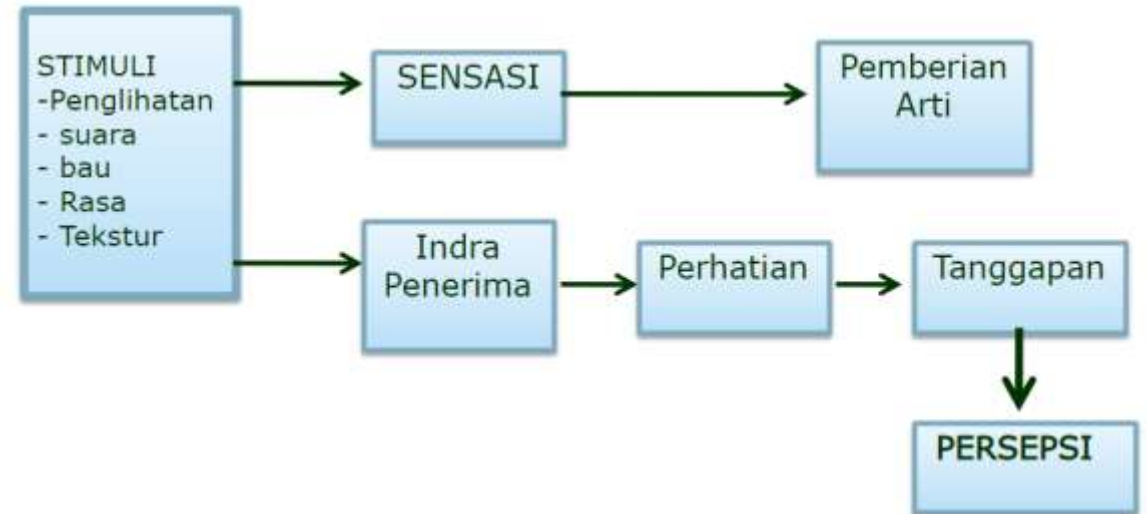 STIMULI
-Penglihatan
- suara
- bau
- Rasa
- Tekstur
SENSASI
Pemberian
Arti
Indra
Penerima
Perhatian
Tanggapan
PERSEPSI